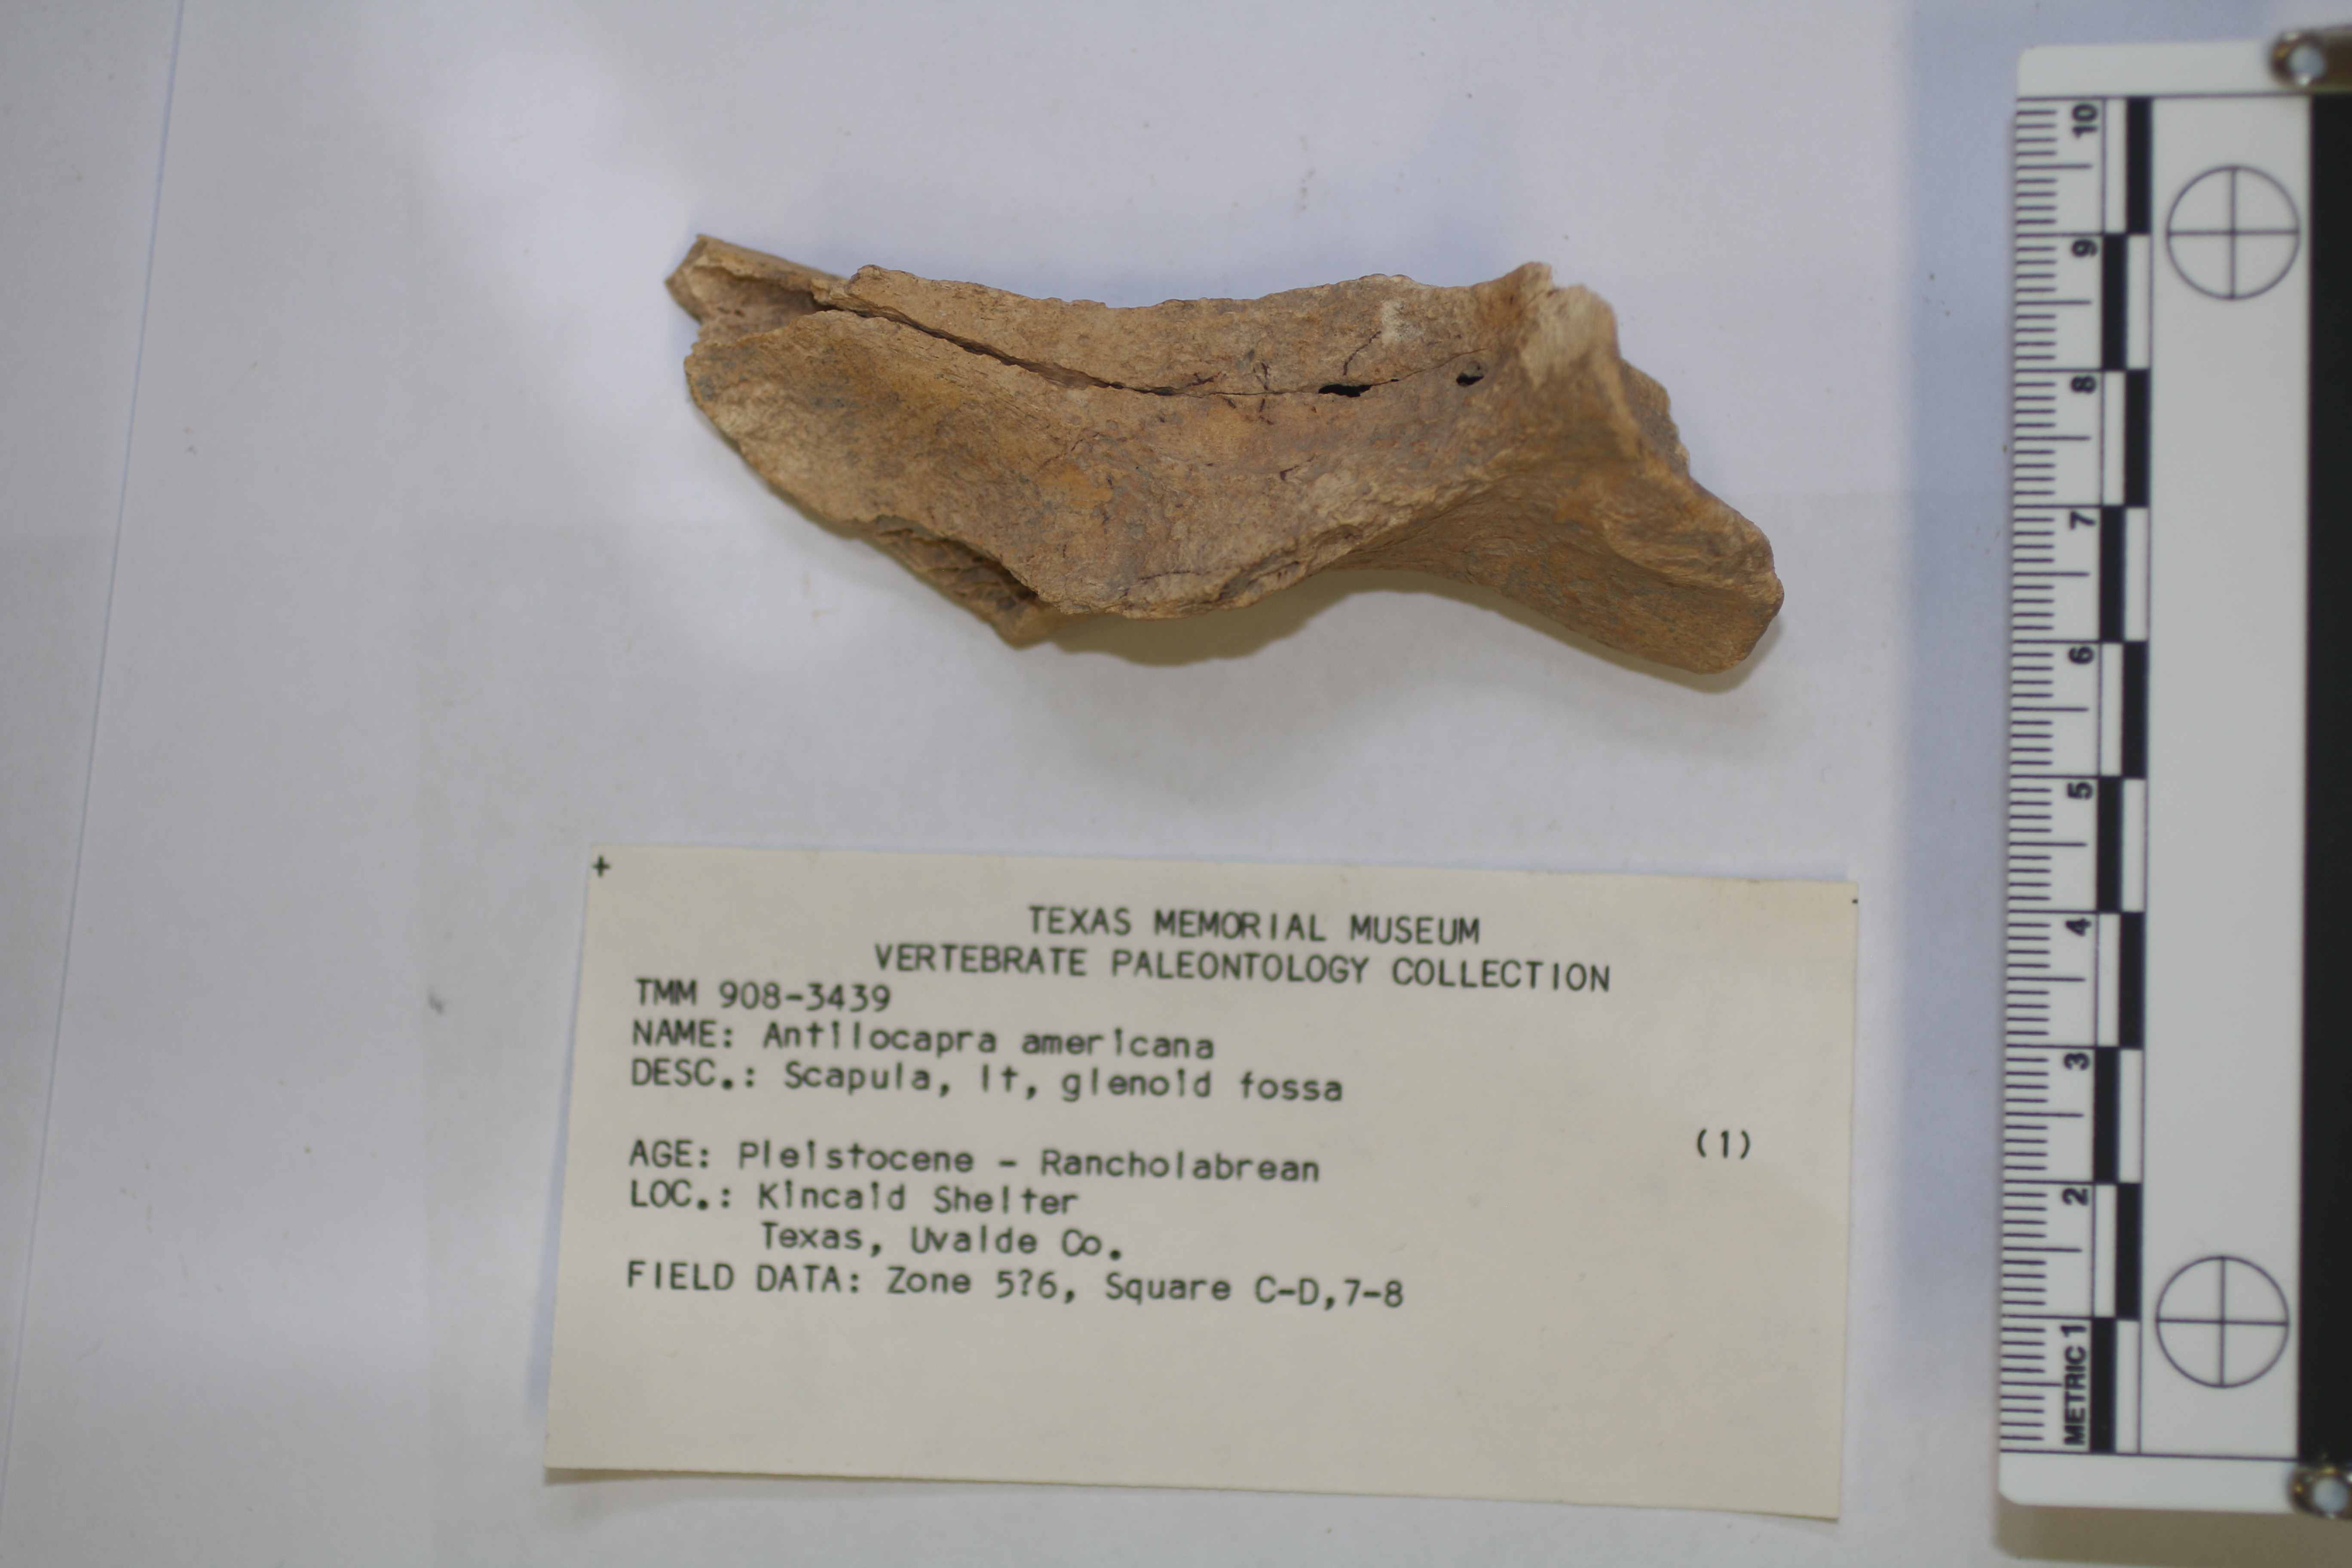 +
TEXAS MEMORIAL MUSEUM
VERTEBRATE PALEONTOLOGY COLLECTION
TMM 908-3439
NAME: Antilocapra americana
DESC.: Scapula, lt, glenoid fossa
AGE: Pleistocene - Rancholabrean (1)
LOC.: Kincaid Shelter
Texas, Uvalde Co.
FIELD DATA: Zone 5?6, Square C-D,7-8
METRIC 1 2 3 4 5 6 7 8 9 10